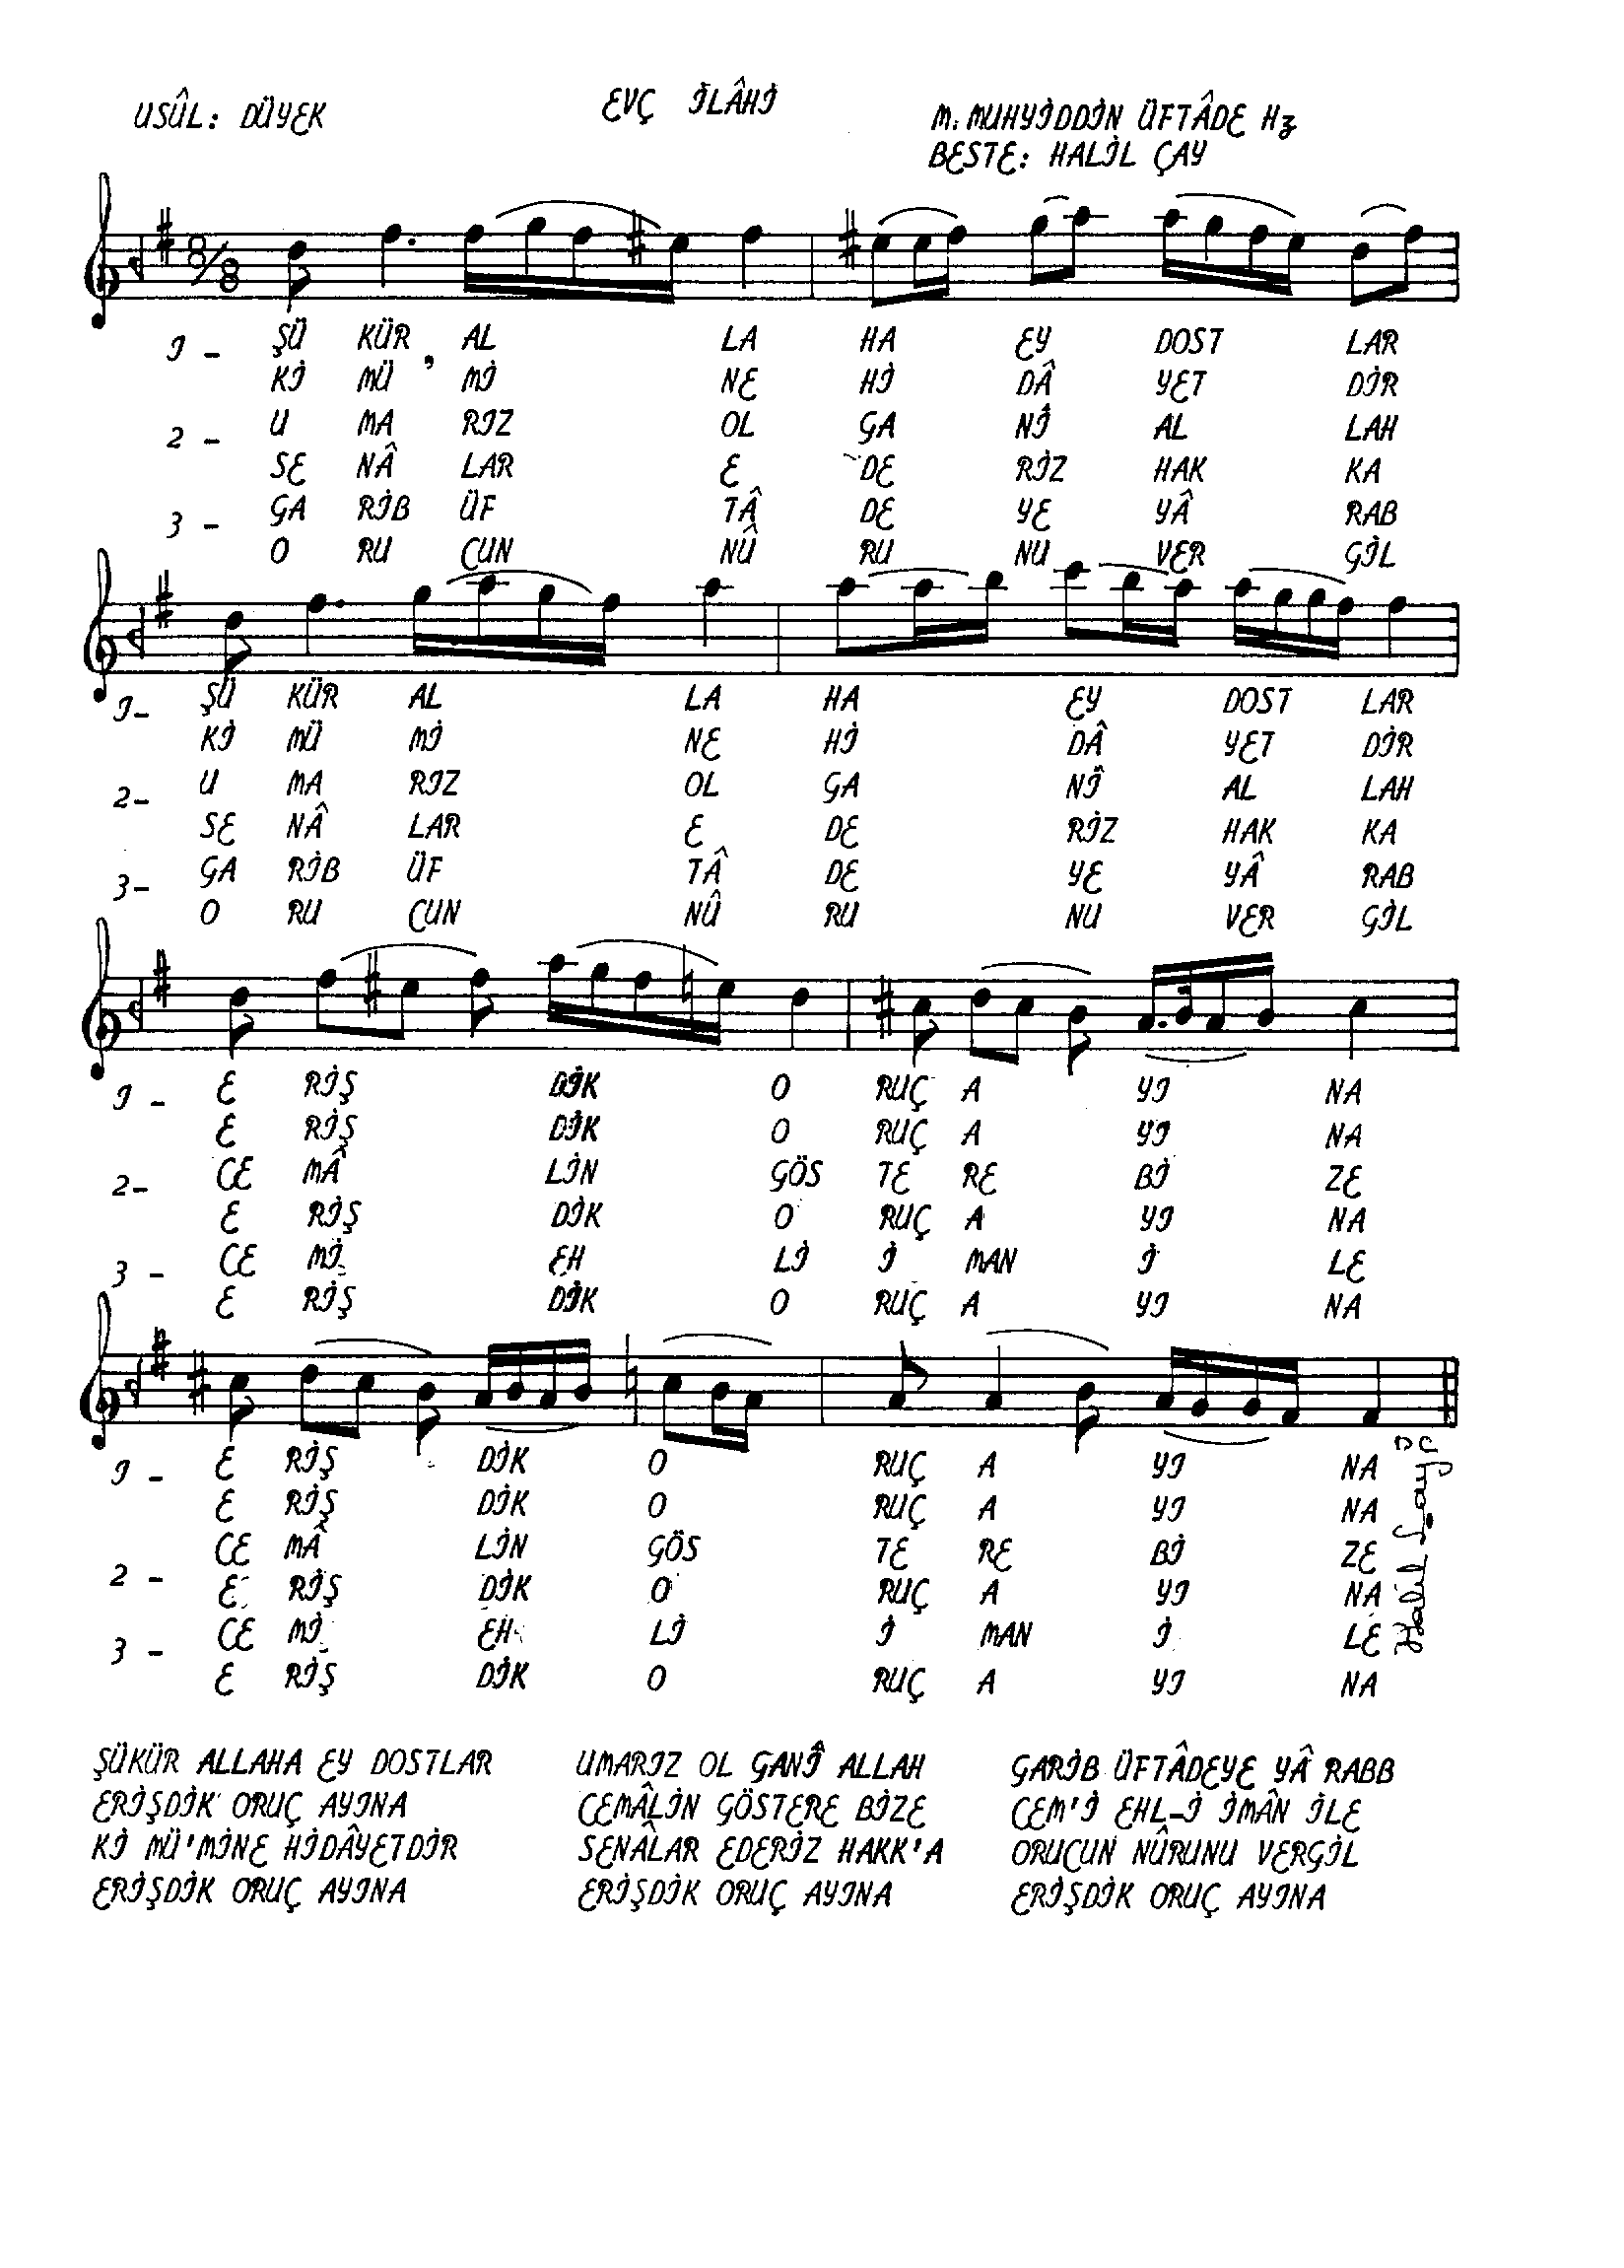 EVÇ İLÂHİ
USÛL: DÜYEK
M. MUHYİDDİN ÜFTÂDE Hz
BESTE: HALİL ÇAY
8/8
1 - ŞÜ KÜR AL LA HA EY DOST LAR
Kİ MÜ ' Mİ NE Hİ DÂ YET DİR
2 - U MA RIZ OL GA NÎ AL LAH
SE NÂ LAR E DE RİZ HAK KA
3 - GA RİB ÜF TÂ DE YE YÂ RAB
O RU CUN NÛ RU NU VER GİL
1- ŞÜ KÜR AL LA HA EY DOST LAR
Kİ MÜ Mİ NE Hİ DÂ YET DİR
2- U MA RIZ OL GA NÎ AL LAH
SE NÂ LAR E DE RİZ HAK KA
3- GA RİB ÜF TÂ DE YE YÂ RAB
O RU CUN NÛ RU NU VER GİL
1 - E RİŞ DİK O RUÇ A YI NA
E RİŞ DİK O RUÇ A YI NA
2- CE MÂ LİN GÖS TE RE Bİ ZE
E RİŞ DİK O RUÇ A YI NA
3 - CE Mİ EH Lİ İ MAN İ LE
E RİŞ DİK O RUÇ A YI NA
1 - E RİŞ DİK O RUÇ A YI NA
E RİŞ DİK O RUÇ A YI NA
2 - CE MÂ LİN GÖS TE RE Bİ ZE
E RİŞ DİK O RUÇ A YI NA
3 - CE Mİ EH Lİ İ MAN İ LE
E RİŞ DİK O RUÇ A YI NA
Halil Çay
ŞÜKÜR ALLAHA EY DOSTLAR
ERİŞDİK ORUÇ AYINA
Kİ MÜ'MİNE HİDÂYETDİR
ERİŞDİK ORUÇ AYINA
UMARIZ OL GANÎ ALLAH
CEMÂLİN GÖSTERE BİZE
SENÂLAR EDERİZ HAKK'A
ERİŞDİK ORUÇ AYINA
GARİB ÜFTÂDEYE YÂ RABB
CEM'İ EHL-İ İMÂN İLE
ORUCUN NÛRUNU VERGİL
ERİŞDİK ORUÇ AYINA